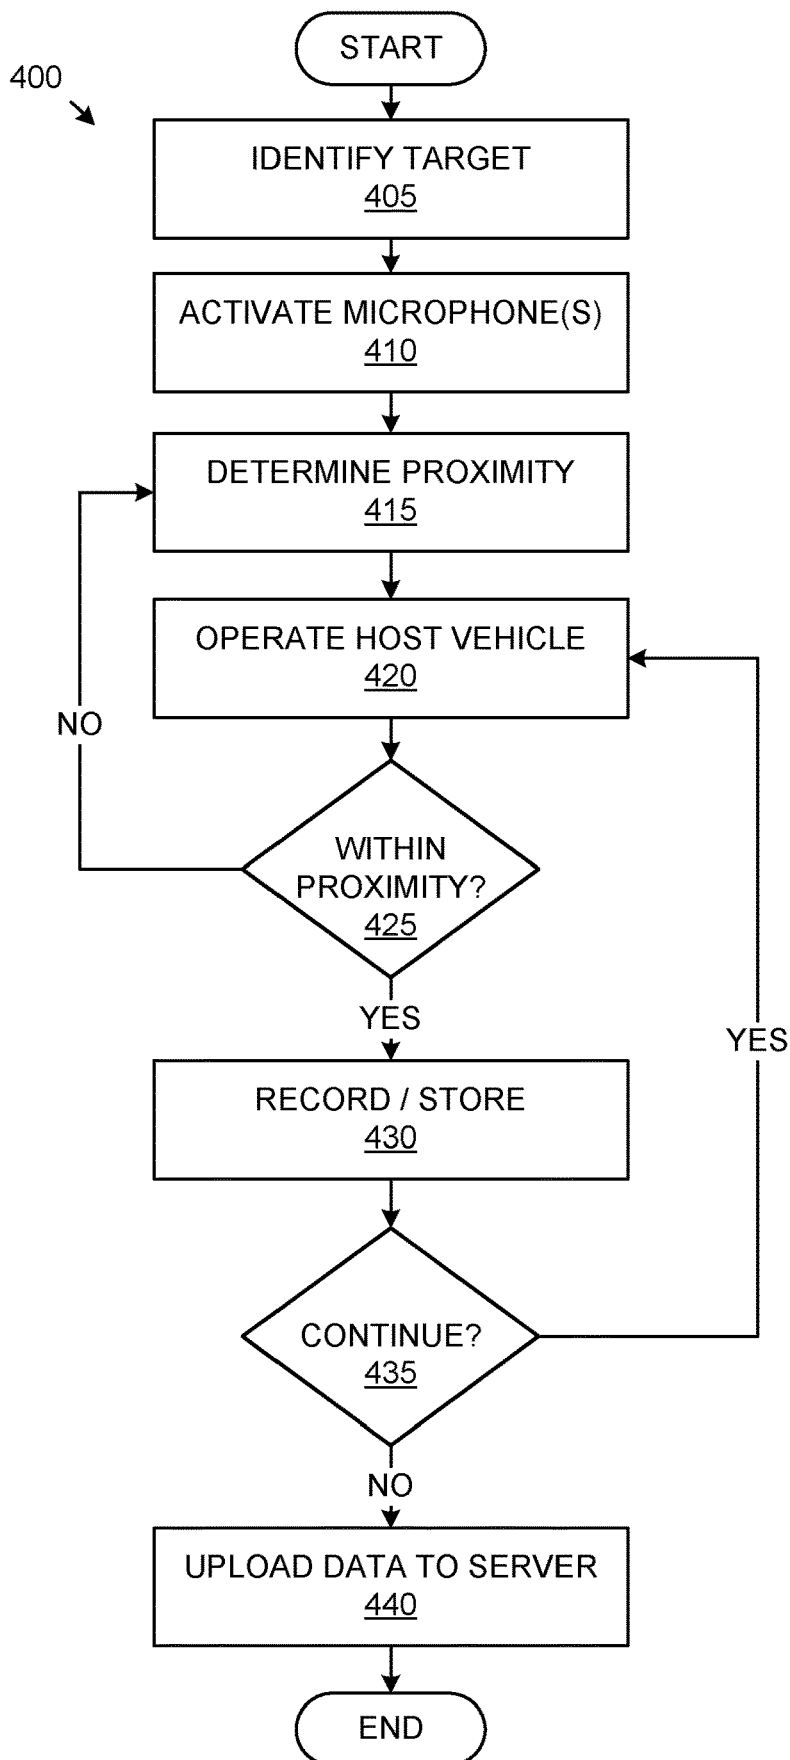 START
400
IDENTIFY TARGET
405
ACTIVATE MICROPHONE(S)
410
DETERMINE PROXIMITY
415
OPERATE HOST VEHICLE
420
NO
WITHIN
PROXIMITY?
425
YES
YES
RECORD / STORE
430
CONTINUE?
435
NO
UPLOAD DATA TO SERVER
440
END